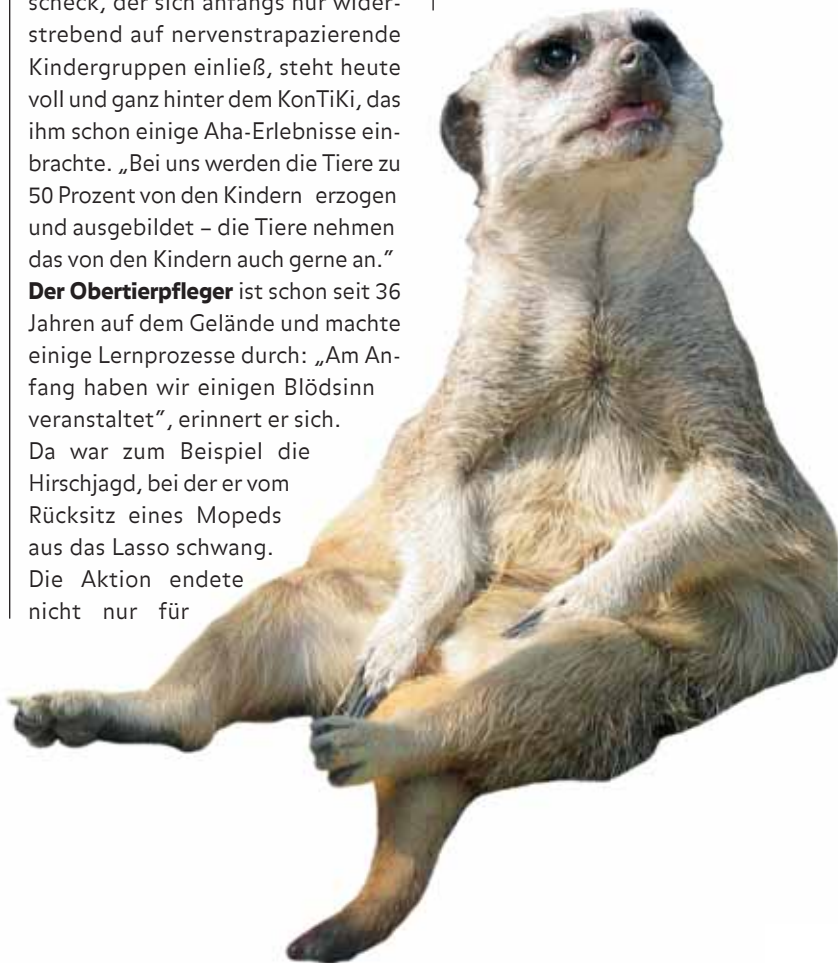 scheck, der sich anfangs nur wider-
strebend auf nervenstrapazierende
Kindergruppen einließ, steht heute
voll und ganz hinter dem KonTiKi, das
ihm schon einige Aha-Erlebnisse ein-
brachte. „Bei uns werden die Tiere zu
50 Prozent von den Kindern erzogen
und ausgebildet – die Tiere nehmen
das von den Kindern auch gerne an.”
Der Obertierpfleger ist schon seit 36
Jahren auf dem Gelände und machte
einige Lernprozesse durch: „Am An-
fang haben wir einigen Blödsinn
veranstaltet”, erinnert er sich.
Da war zum Beispiel die
Hirschjagd, bei der er vom
Rücksitz eines Mopeds
aus das Lasso schwang.
Die Aktion endete
nicht nur für